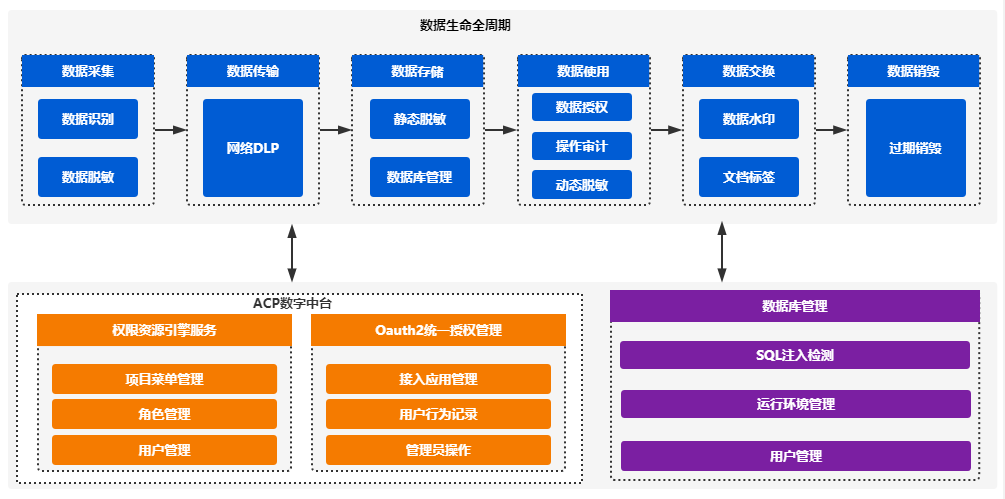 数据生命全周期
数据采集
数据识别
数据脱敏
数据传输
网络DLP
数据存储
静态脱敏
数据库管理
数据使用
数据授权
操作审计
动态脱敏
数据交换
数据水印
文档标签
数据销毁
过期销毁
ACP数字中台
权限资源引擎服务
项目菜单管理
角色管理
用户管理
Oauth2统一授权管理
接入应用管理
用户行为记录
管理员操作
数据库管理
SQL注入检测
运行环境管理
用户管理